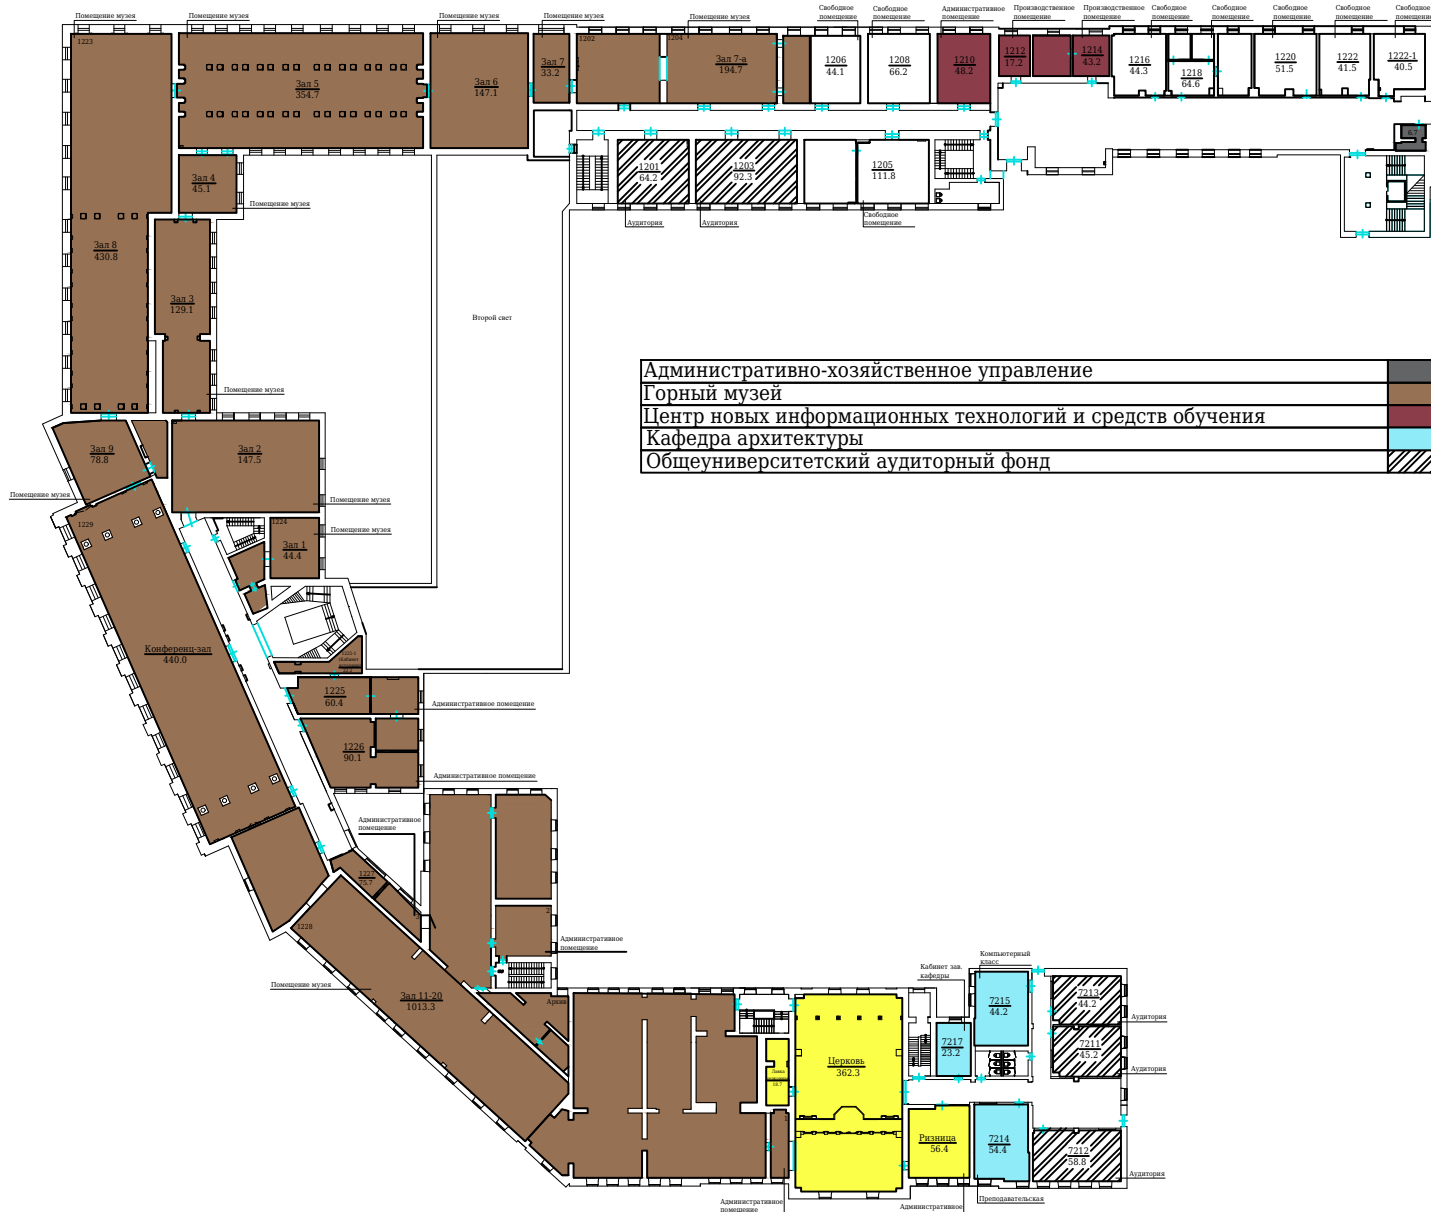 Помещение музея
Помещение музея
Помещение музея
Помещение музея
Помещение музея
Свободное
помещение
Свободное
помещение
Административное
помещение
Производственное
помещение
Производственное
помещение
Свободное
помещение
Свободное
помещение
Свободное
помещение
Свободное
помещение
Свободное
помещение
1223
Зал 5
354.7
Зал 6
147.1
Зал 7
33.2
1202
1204
Зал 7-а
194.7
1206
44.1
1208
66.2
1210
48.2
1212
17.2
1214
43.2
1216
44.3
1218
64.6
1220
51.5
1222
41.5
1222-1
40.5
6.7
Зал 4
45.1
Помещение музея
1201
64.2
1203
92.3
1205
111.8
Аудитория
Аудитория
Свободное
помещение
Зал 8
430.8
Зал 3
129.1
Второй свет
Помещение музея
Административно-хозяйственное управление
Горный музей
Центр новых информационных технологий и средств обучения
Кафедра архитектуры
Общеуниверситетский аудиторный фонд
Зал 9
78.8
Зал 2
147.5
Помещение музея
Помещение музея
1229
1224
Зал 1
44.4
Помещение музея
Конференц-зал
440.0
1225
60.4
Административное помещение
1226
90.1
Административное помещение
Административное
помещение
1227
75.7
3
2
1228
Административное
помещение
Помещение музея
Зал 11-20
1013.3
Архив
Кабинет зав.
кафедры
Компьютерный
класс
7215
44.2
7213
44.2
Аудитория
7217
23.2
7211
45.2
Аудитория
Церковь
362.3
Ризница
56.4
7214
54.4
7212
58.8
Аудитория
Преподавательская
Административное
помещение
Административное